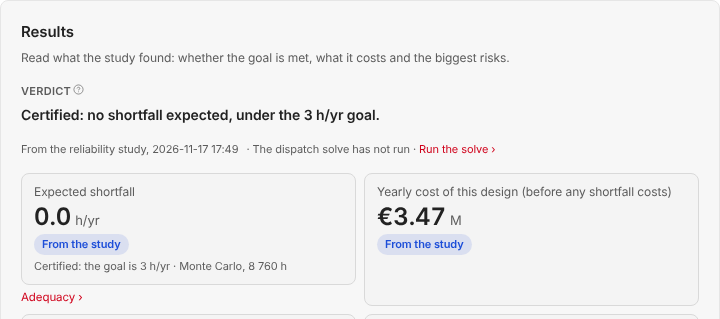 Results
Read what the study found: whether the goal is met, what it costs and the biggest risks.
VERDICT ?
Certified: no shortfall expected, under the 3 h/yr goal.
From the reliability study, 2026-11-17 17:49 · The dispatch solve has not run · Run the solve ›
Expected shortfall
0.0 h/yr
From the study
Certified: the goal is 3 h/yr · Monte Carlo, 8 760 h
Adequacy ›
Yearly cost of this design (before any shortfall costs)
€3.47 M
From the study